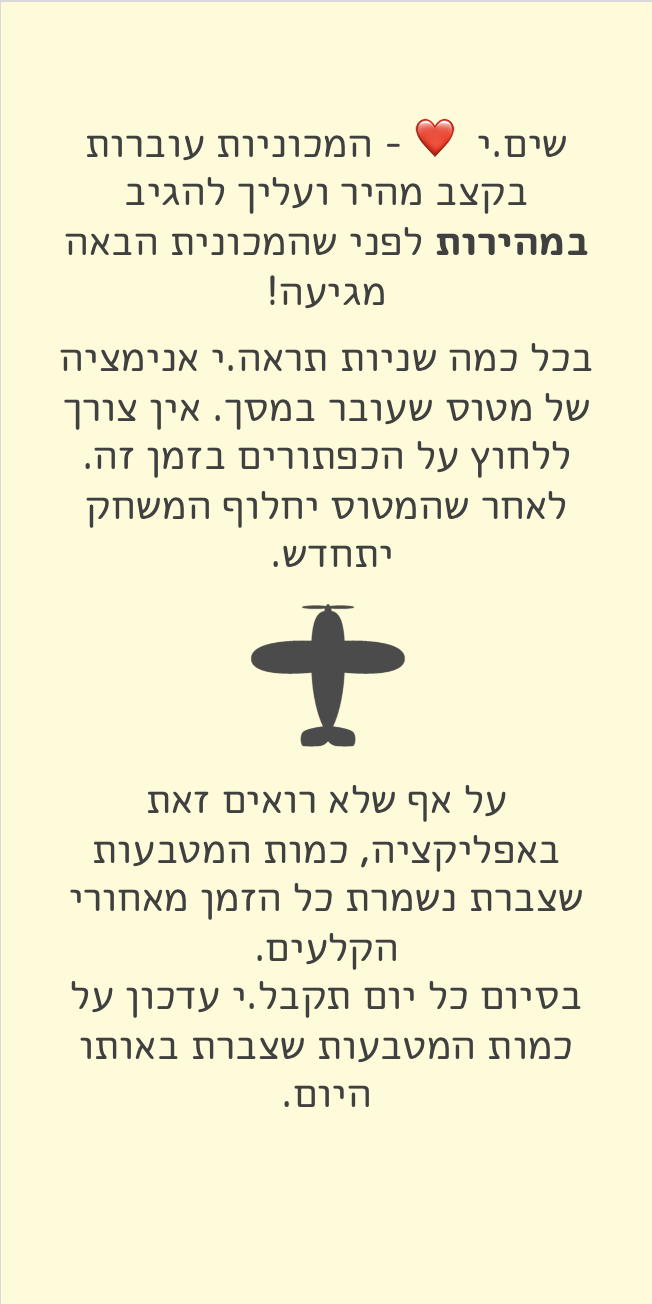 שים.י ❤️ - המכוניות עוברות
בקצב מהיר ועליך להגיב
במהירות לפני שהמכונית הבאה
מגיעה!
בכל כמה שניות תראה.י אנימציה
של מטוס שעובר במסך. אין צורך
ללחוץ על הכפתורים בזמן זה.
לאחר שהמטוס יחלוף המשחק
יתחדש.
על אף שלא רואים זאת
באפליקציה, כמות המטבעות
שצברת נשמרת כל הזמן מאחורי
הקלעים.
בסיום כל יום תקבל.י עדכון על
כמות המטבעות שצברת באותו
היום.